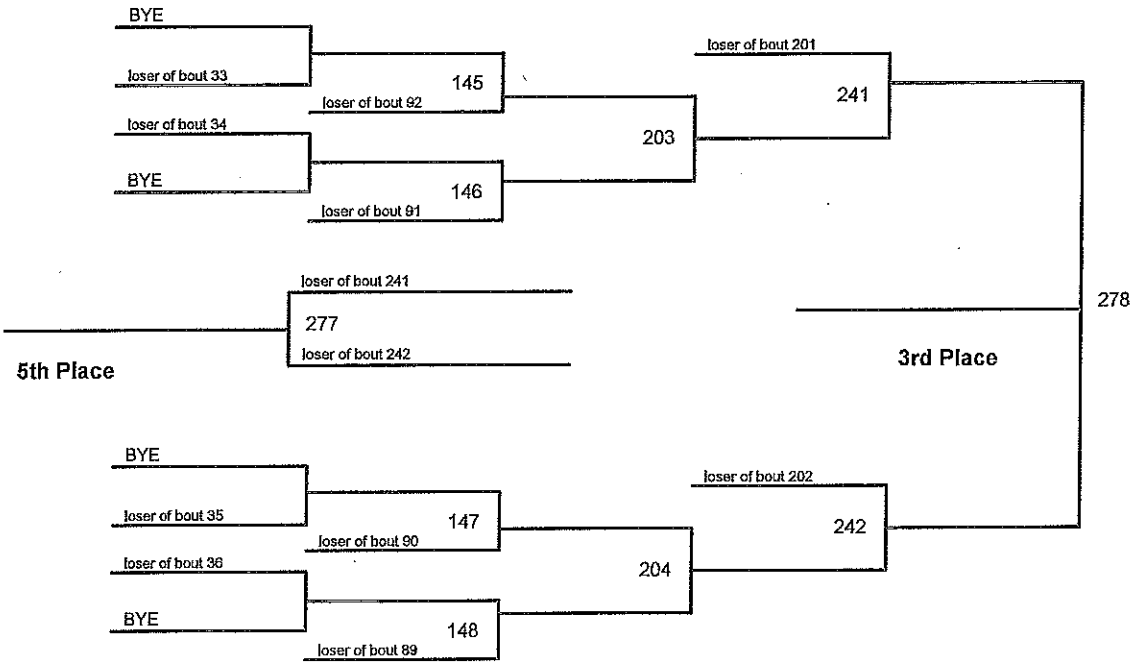 BYE
loser of bout 33
loser of bout 92
145
loser of bout 34
BYE
loser of bout 91
146
203
loser of bout 201
241
loser of bout 241
277
loser of bout 242
5th Place
278
3rd Place
BYE
loser of bout 35
loser of bout 90
147
loser of bout 36
BYE
loser of bout 89
148
204
loser of bout 202
242